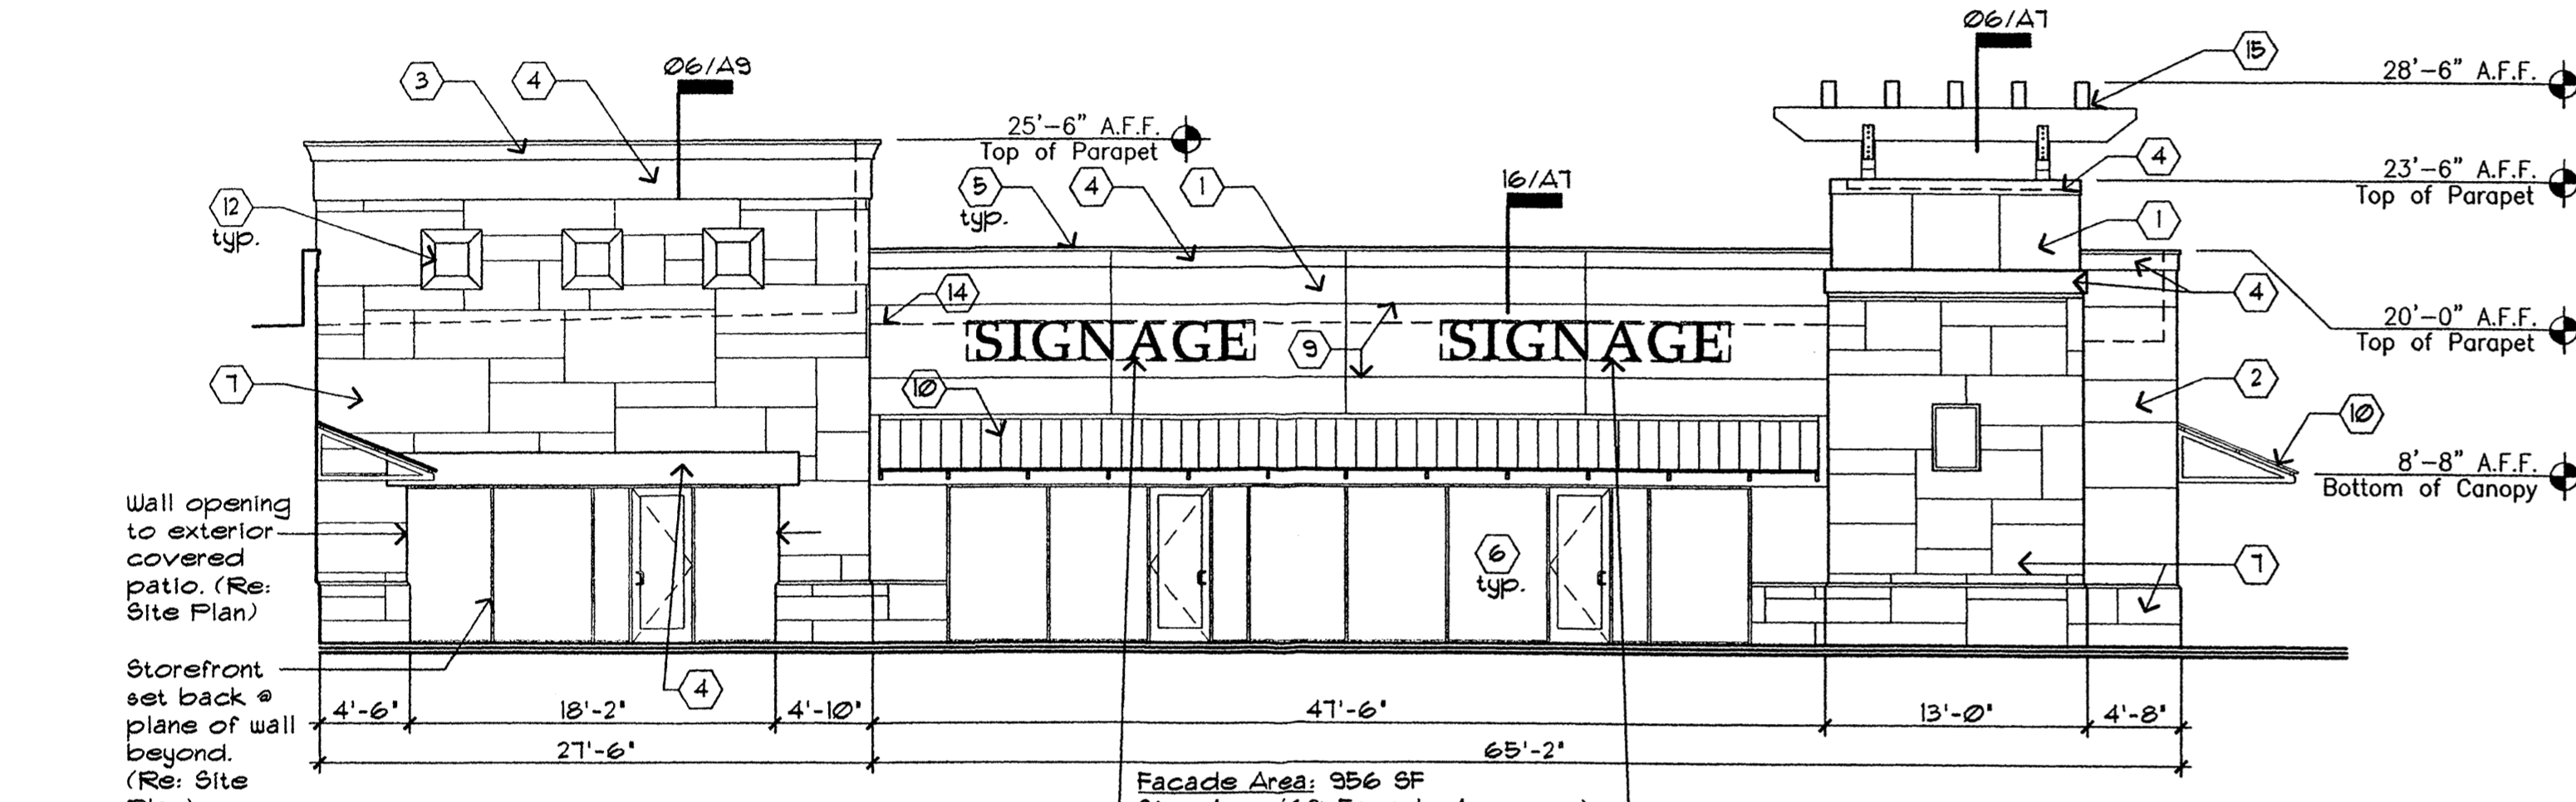 06/A7
15
3
4
06/A9
28'-6" A.F.F.
25'-6" A.F.F.
Top of Parapet
4
23'-6" A.F.F.
Top of Parapet
12
typ.
5
typ.
4
1
16/A7
1
14
4
20'-0" A.F.F.
Top of Parapet
SIGNAGE
9
SIGNAGE
7
10
2
10
8'-8" A.F.F.
Bottom of Canopy
Wall opening
to exterior
covered
patio. (Re:
Site Plan)
6
typ.
7
Storefront
set back @
plane of wall
beyond.
(Re: Site
4
4'-6"
18'-2"
4'-10"
47'-6"
13'-0"
4'-8"
27'-6"
65'-2"
Facade Area: 956 SF